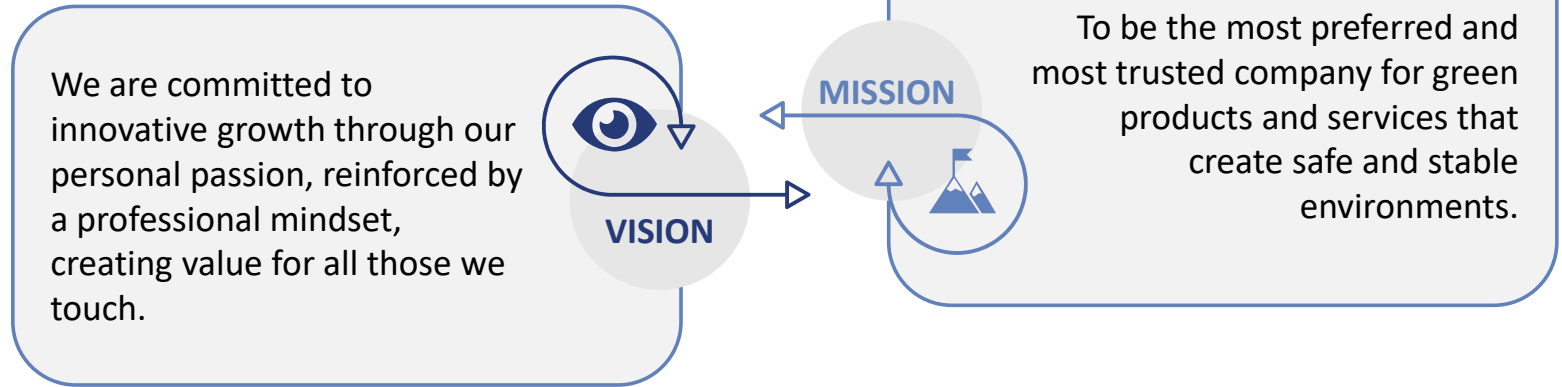 We are committed to
innovative growth through our
personal passion, reinforced by
a professional mindset,
creating value for all those we
touch.
VISION
MISSION
To be the most preferred and
most trusted company for green
products and services that
create safe and stable
environments.